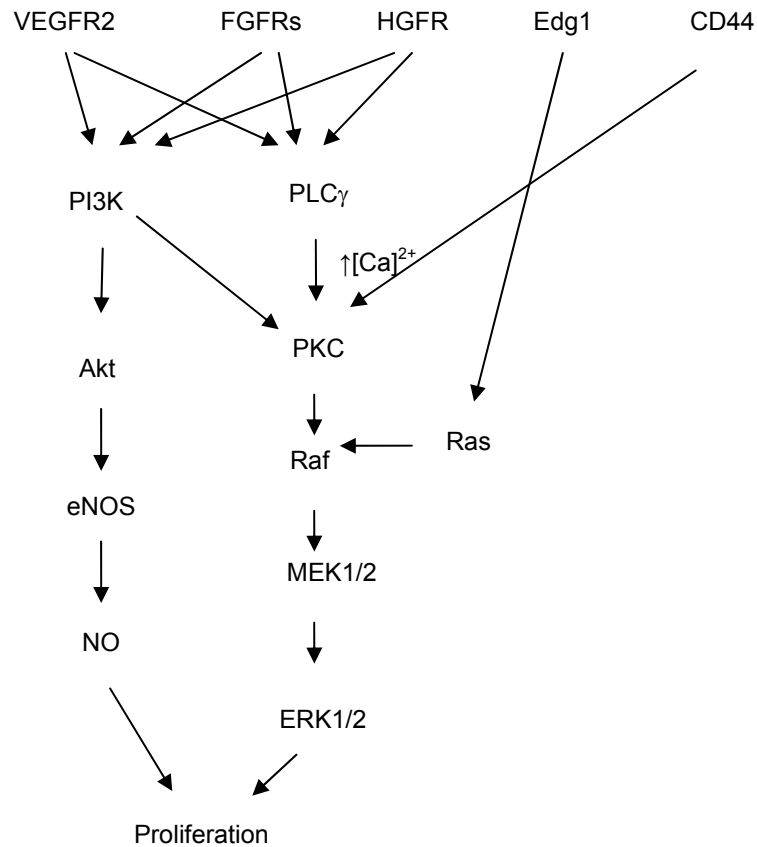 VEGFR2 FGFRs HGFR Edg1 CD44
PI3K PLCγ
↑[Ca]²⁺
PKC
Akt
Raf Ras
eNOS
MEK1/2
NO
ERK1/2
Proliferation